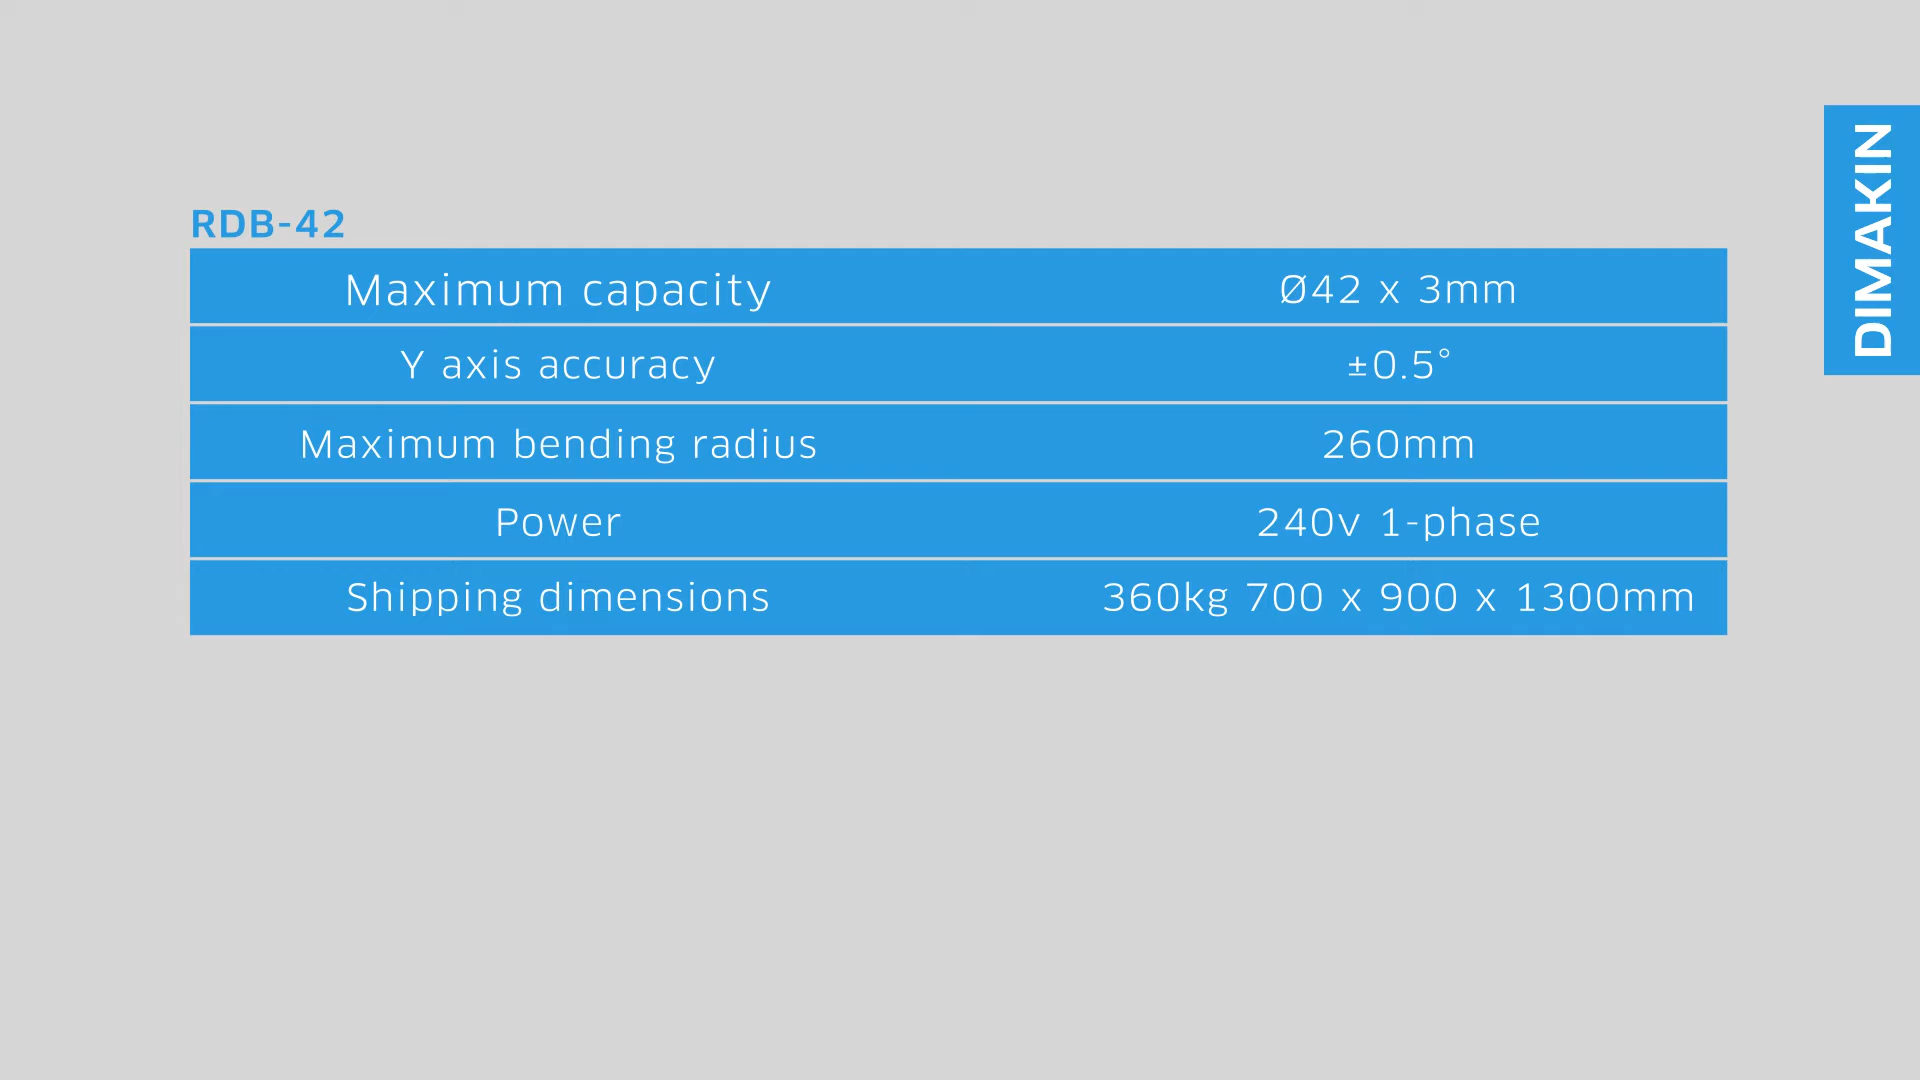 RDB-42
Maximum capacity Ø42 x 3mm
Y axis accuracy ±0.5°
Maximum bending radius 260mm
Power 240v 1-phase
Shipping dimensions 360kg 700 x 900 x 1300mm
DIMAKIN